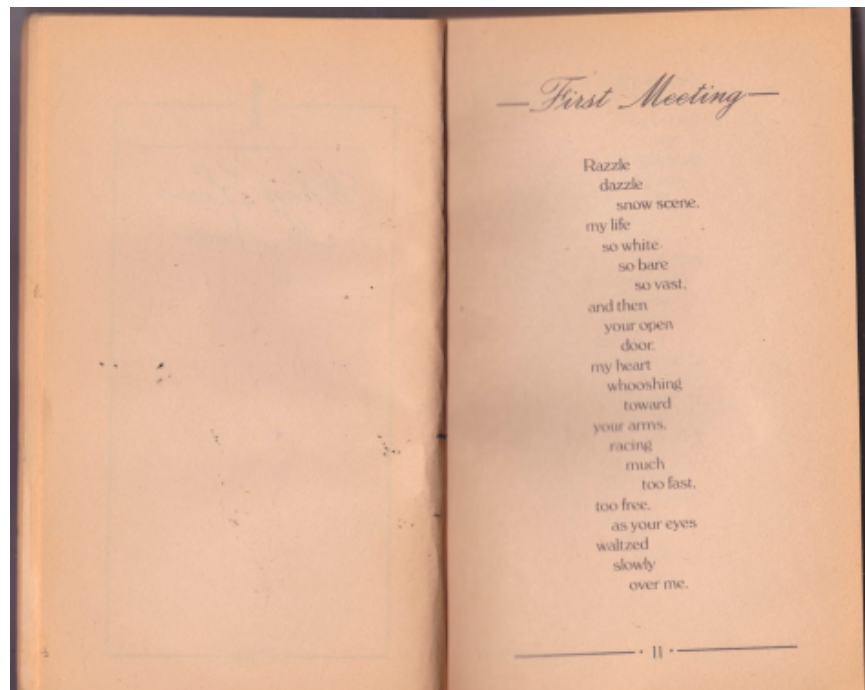 First Meeting
Razzle
dazzle
snow scene.
my life
so white
so bare
so vast.
and then
your open
door.
my heart
whooshing
toward
your arms.
racing
much
too fast.
too free.
as your eyes
waltzed
slowly
over me.
11